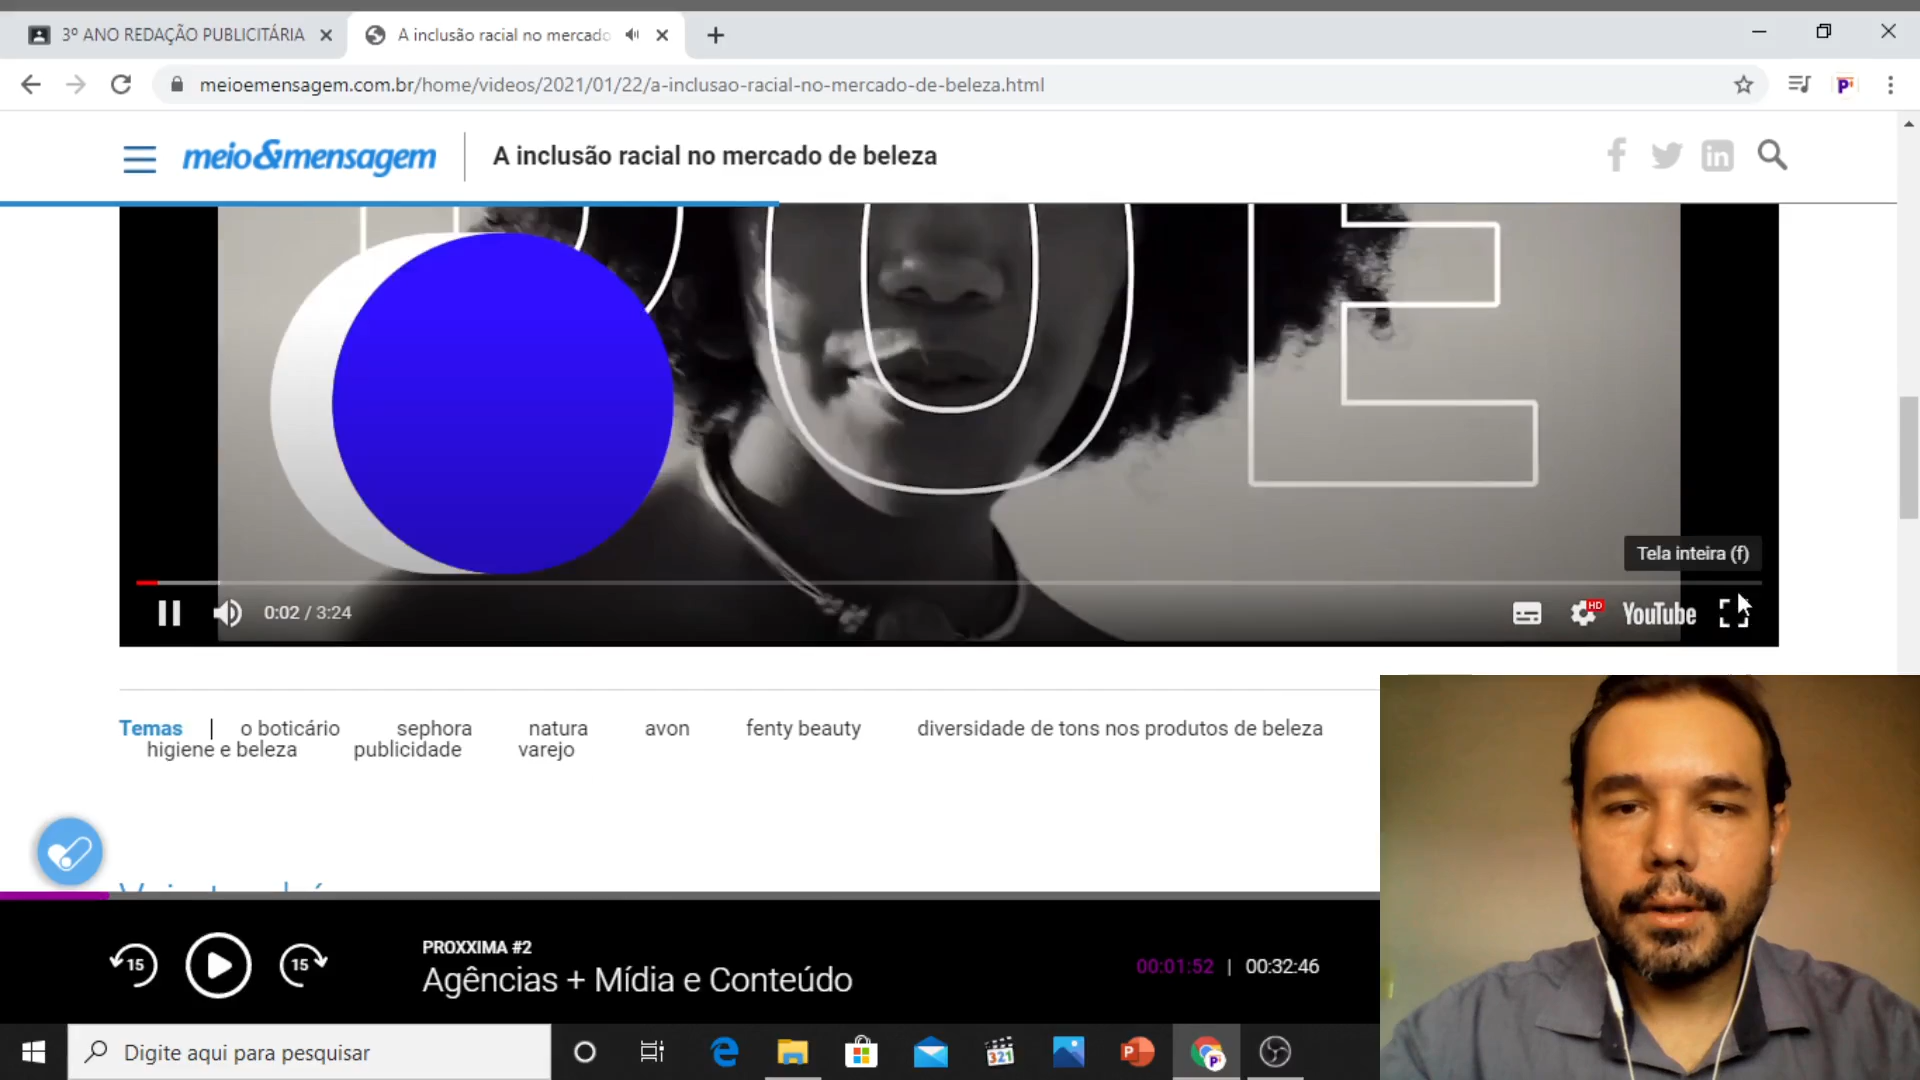 3º ANO REDAÇÃO PUBLICITÁRIA
A inclusão racial no mercado
meioemensagem.com.br/home/videos/2021/01/22/a-inclusao-racial-no-mercado-de-beleza.html
meio&mensagem
A inclusão racial no mercado de beleza
O E
Tela inteira (f)
0:02 / 3:24
HD
YouTube
Temas | o boticário sephora natura avon fenty beauty diversidade de tons nos produtos de beleza
higiene e beleza publicidade varejo
15
15
PROXXIMA #2
Agências + Mídia e Conteúdo
00:01:52 | 00:32:46
Digite aqui para pesquisar
321